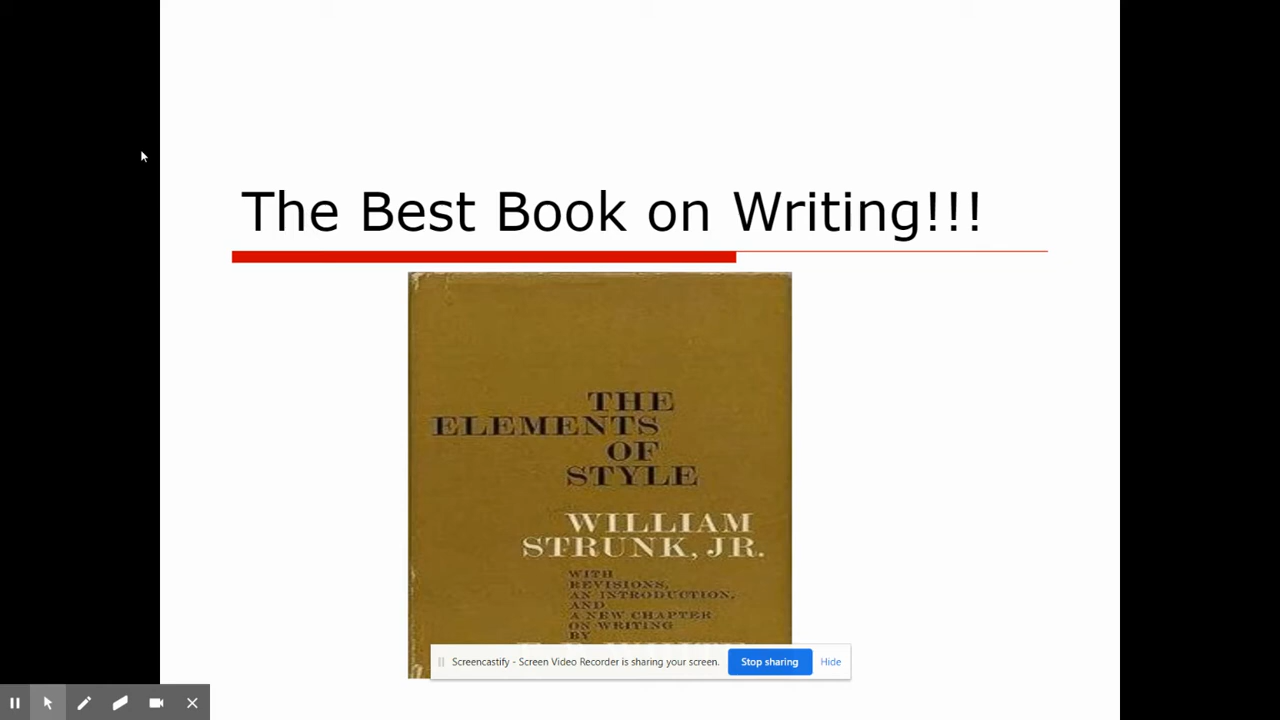 The Best Book on Writing!!!
THE
ELEMENTS
OF
STYLE
WILLIAM
STRUNK, JR.
WITH
REVISIONS,
AN INTRODUCTION,
AND
A NEW CHAPTER
ON WRITING
BY
Screencastify - Screen Video Recorder is sharing your screen. Stop sharing Hide